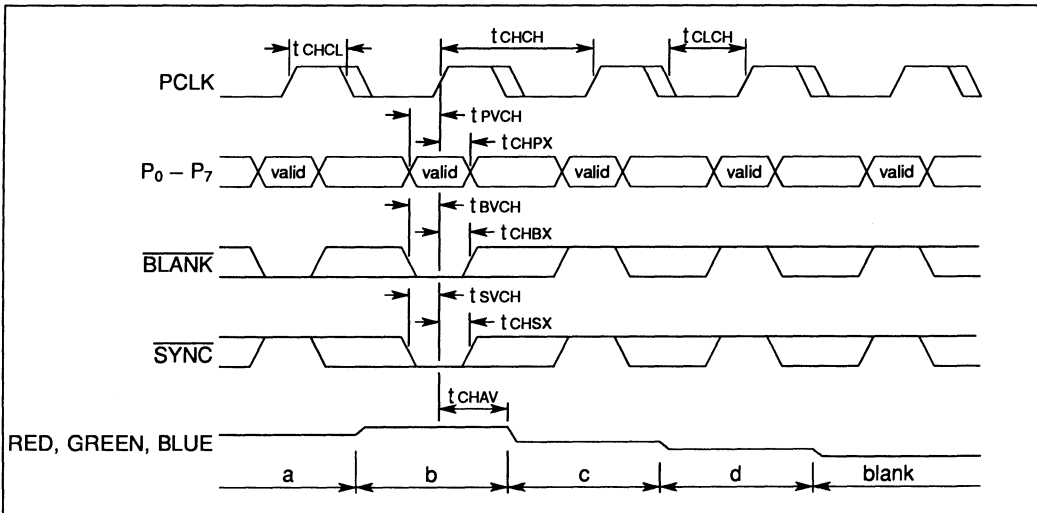 t CHCL
t CHCH
t CLCH
PCLK
t PVCH
t CHPX
P0 – P7
valid valid valid valid valid
t BVCH
t CHBX
BLANK
t SVCH
t CHSX
SYNC
t CHAV
RED, GREEN, BLUE
a b c d blank